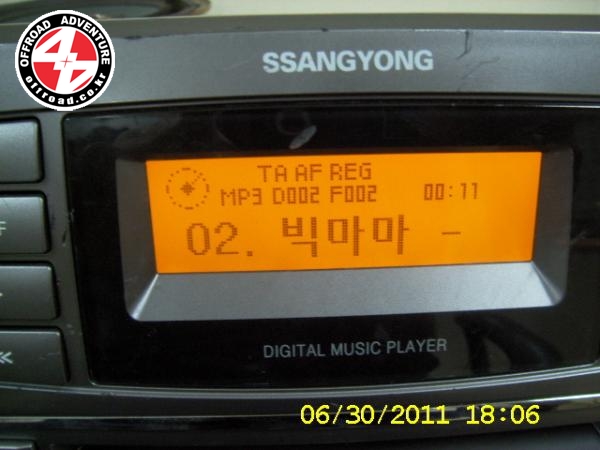 OFFROAD ADVENTURE
4D
offroad.co.kr
SSANGYONG
TA AF REG
MP3 D002 F002 00:11
02. 빅마마 -
DIGITAL MUSIC PLAYER
06/30/2011 18:06